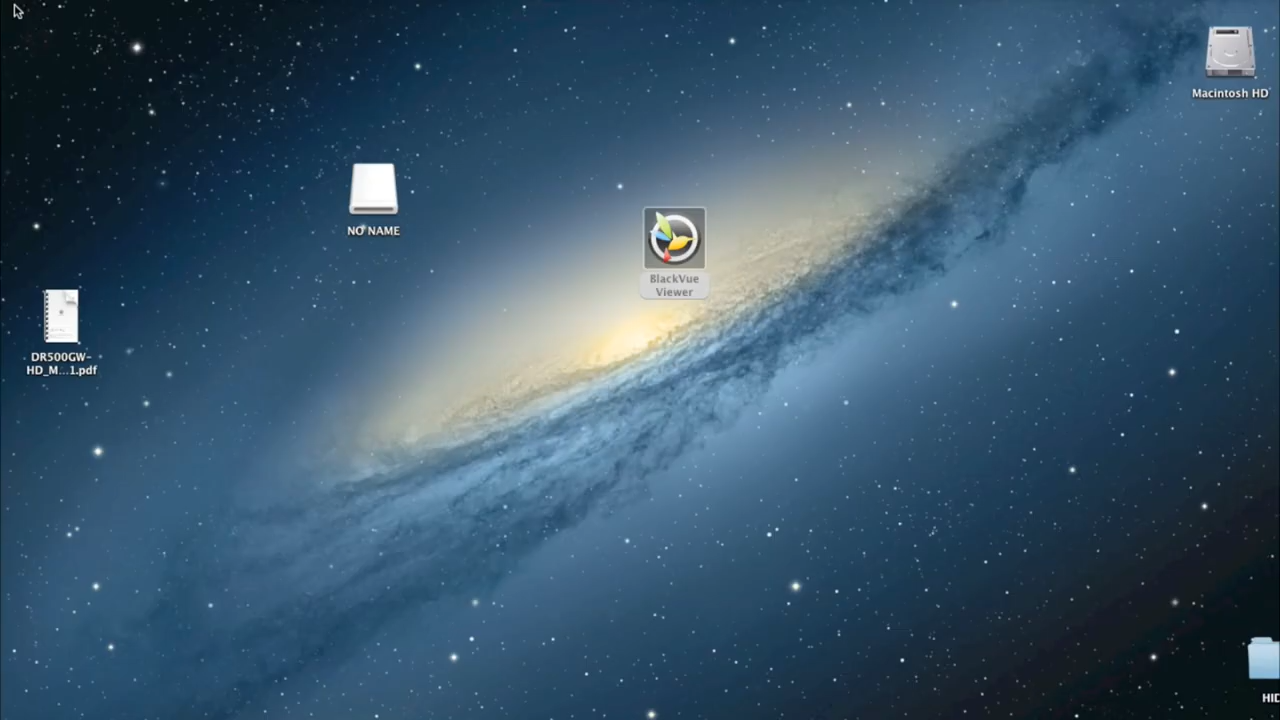 Macintosh HD
NO NAME
BlackVue
Viewer
DR500GW-
HD_M...1.pdf